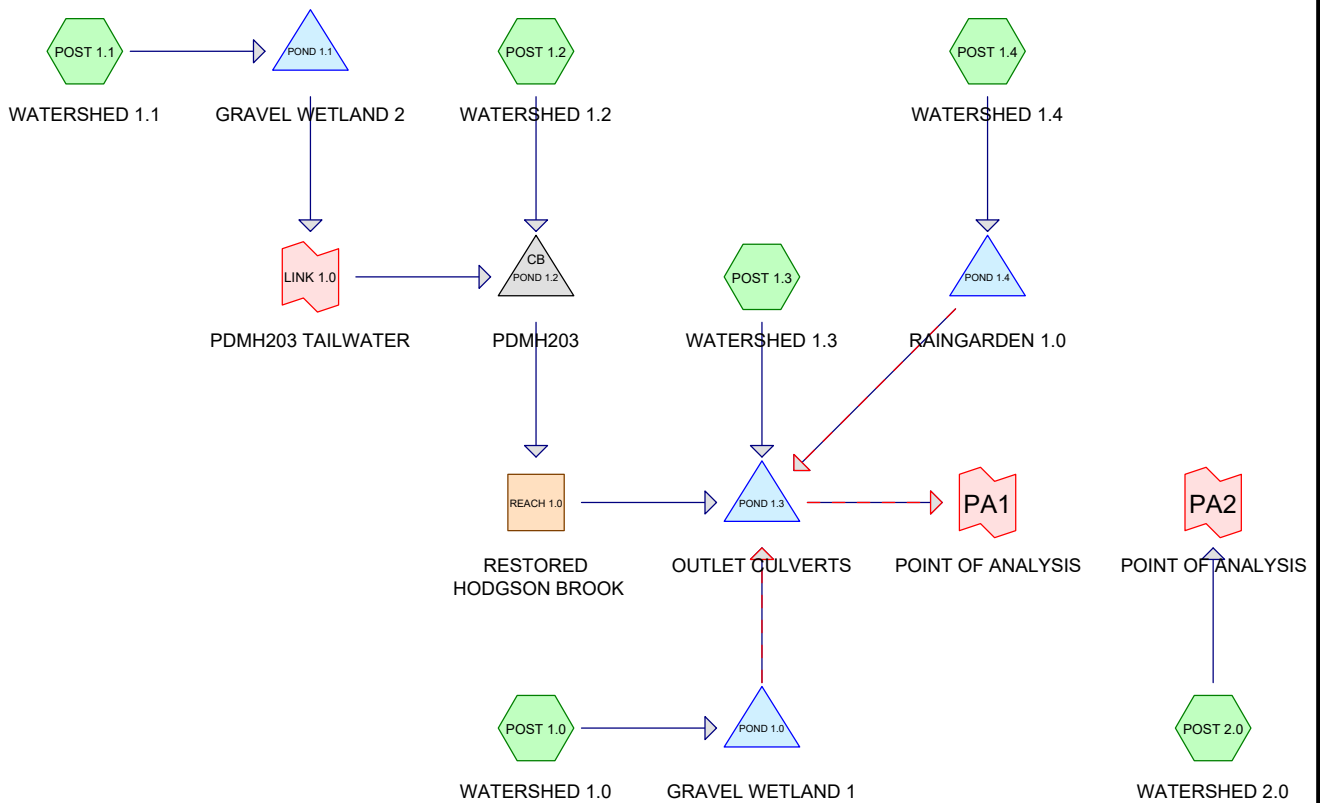 POST 1.1
POND 1.1
POST 1.2
POST 1.4
WATERSHED 1.1
GRAVEL WETLAND 2
WATERSHED 1.2
WATERSHED 1.4
LINK 1.0
CB
POND 1.2
POST 1.3
POND 1.4
PDMH203 TAILWATER
PDMH203
WATERSHED 1.3
RAINGARDEN 1.0
REACH 1.0
POND 1.3
PA1
PA2
RESTORED
HODGSON BROOK
OUTLET CULVERTS
POINT OF ANALYSIS
POINT OF ANALYSIS
POST 1.0
POND 1.0
POST 2.0
WATERSHED 1.0
GRAVEL WETLAND 1
WATERSHED 2.0